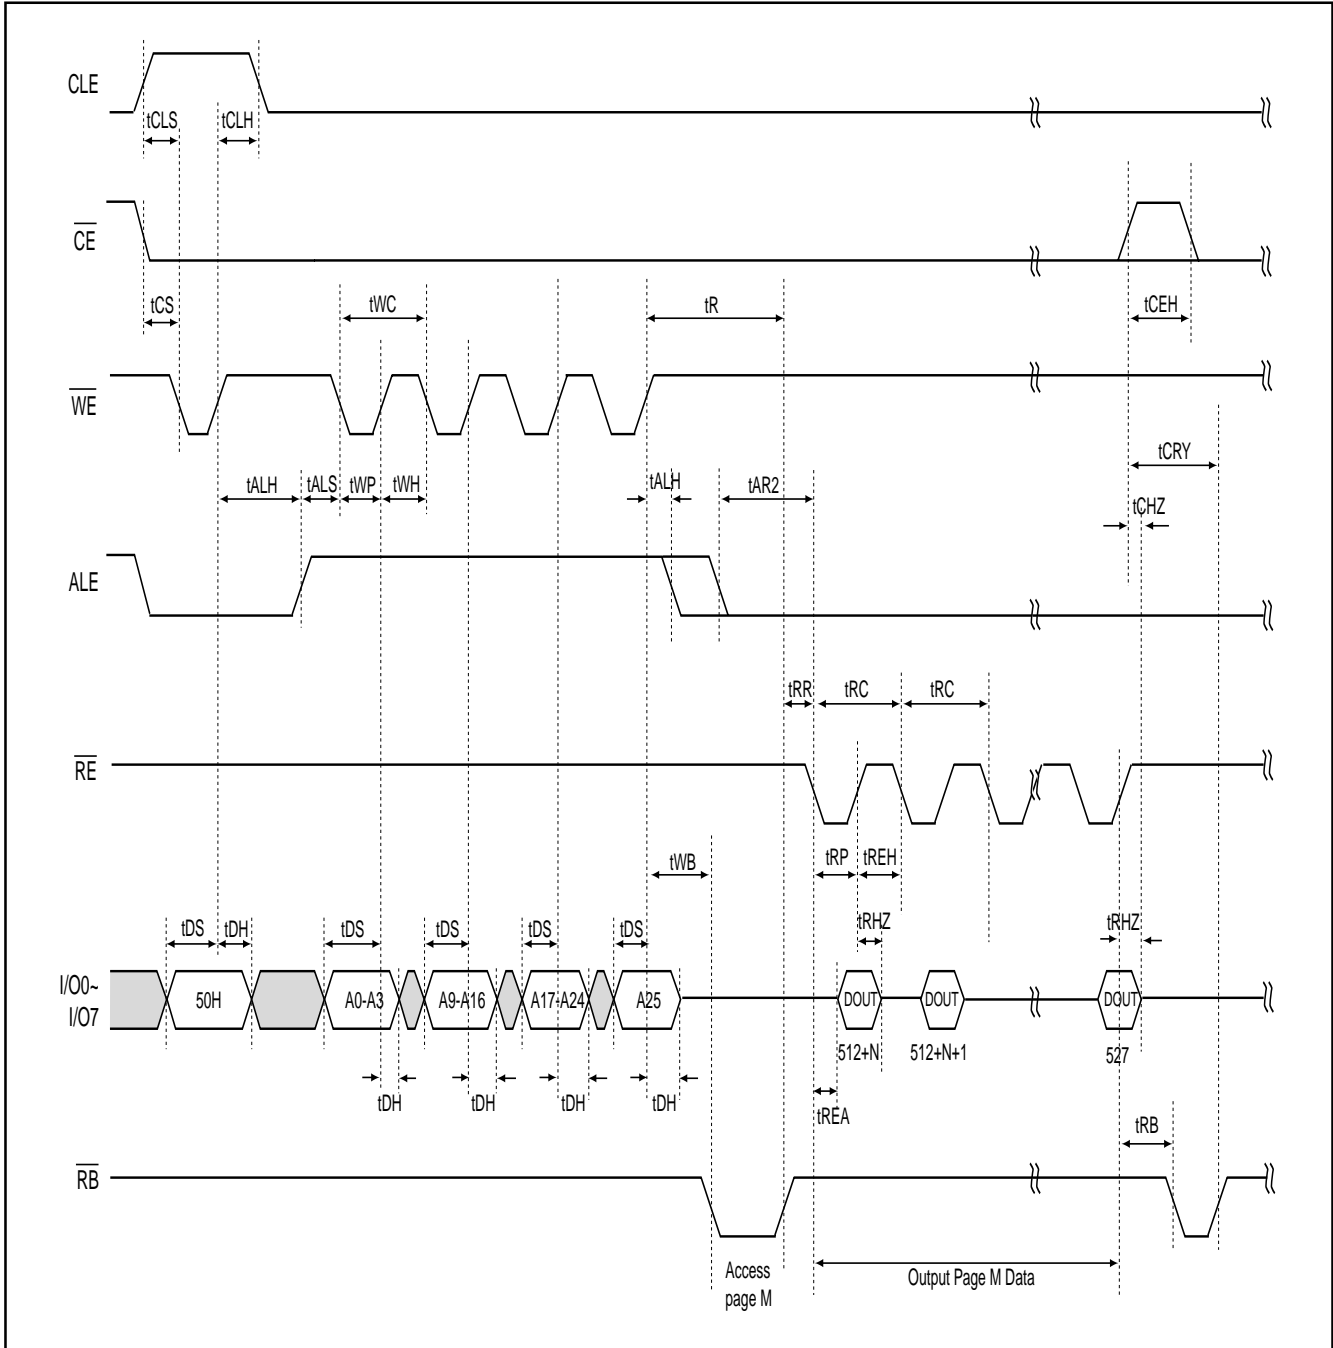 CLE
tCLS tCLH
CE
tCS tWC tR tCEH
WE
tCRY
tALH tALS tWP tWH tALH tAR2
tCHZ
ALE
tRR tRC tRC
RE
tWB tRP tREH
tDS tDH tDS tDS tDS tDS tRHZ tRHZ
I/O0~
I/O7
50H A0-A3 A9-A16 A17-A24 A25 DOUT DOUT DOUT
512+N 512+N+1 527
tDH tDH tDH tDH tREA
tRB
RB
Access
page M
Output Page M Data